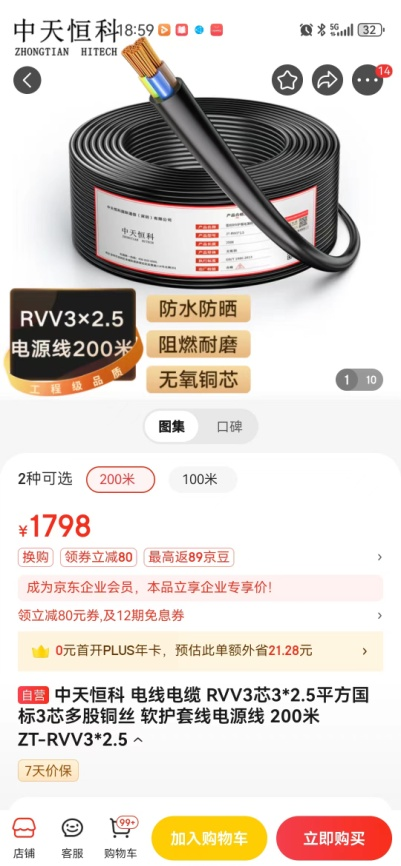 中天恒科
ZHONGTIAN HITECH
18:59
5G
32
14
中天恒科
RVV3×2.5
电源线200米
工程级品质
防水防晒
阻燃耐磨
无氧铜芯
1 10
图集 口碑
2种可选 200米 100米
¥1798
换购 领券立减80 最高返89京豆
成为京东企业会员，本品立享企业专享价！
领立减80元券,及12期免息券
0元首开PLUS年卡，预估此单额外省21.28元
自营 中天恒科 电线电缆 RVV3芯3*2.5平方国
标3芯多股铜丝 软护套线电源线 200米
ZT-RVV3*2.5
7天价保
99+
店铺 客服 购物车 加入购物车 立即购买